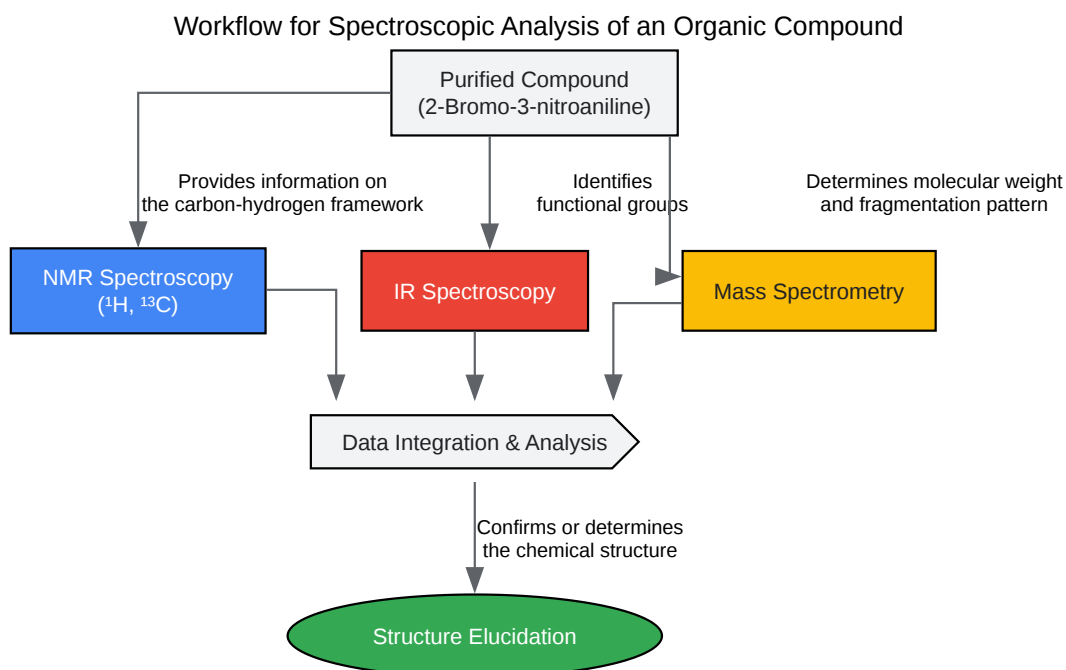 Workflow for Spectroscopic Analysis of an Organic Compound
Purified Compound
(2-Bromo-3-nitroaniline)
Provides information on
the carbon-hydrogen framework
Identifies
functional groups
Determines molecular weight
and fragmentation pattern
NMR Spectroscopy
(¹H, ¹³C)
IR Spectroscopy
Mass Spectrometry
Data Integration & Analysis
Confirms or determines
the chemical structure
Structure Elucidation